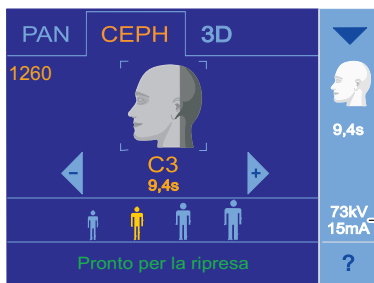 PAN CEPH 3D
1260
9,4s
- C3 +
9,4s
73kV
15mA
Pronto per la ripresa
?